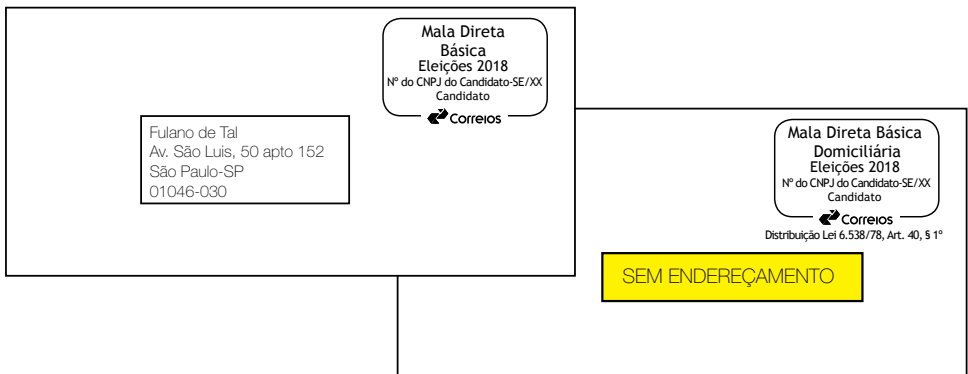 Mala Direta
Básica
Eleições 2018
Nº do CNPJ do Candidato-SE/XX
Candidato
Correios
Fulano de Tal
Av. São Luis, 50 apto 152
São Paulo-SP
01046-030
Mala Direta Básica
Domiciliária
Eleições 2018
Nº do CNPJ do Candidato-SE/XX
Candidato
Correios
Distribuição Lei 6.538/78, Art. 40, § 1º
SEM ENDEREÇAMENTO